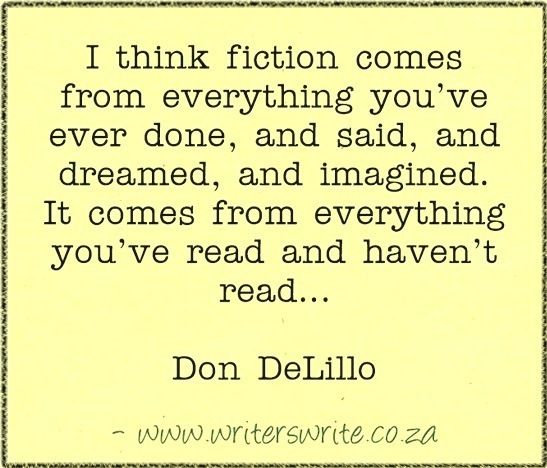 I think fiction comes
from everything you’ve
ever done, and said, and
dreamed, and imagined.
It comes from everything
you’ve read and haven’t
read...
Don DeLillo
- www.writerswrite.co.za